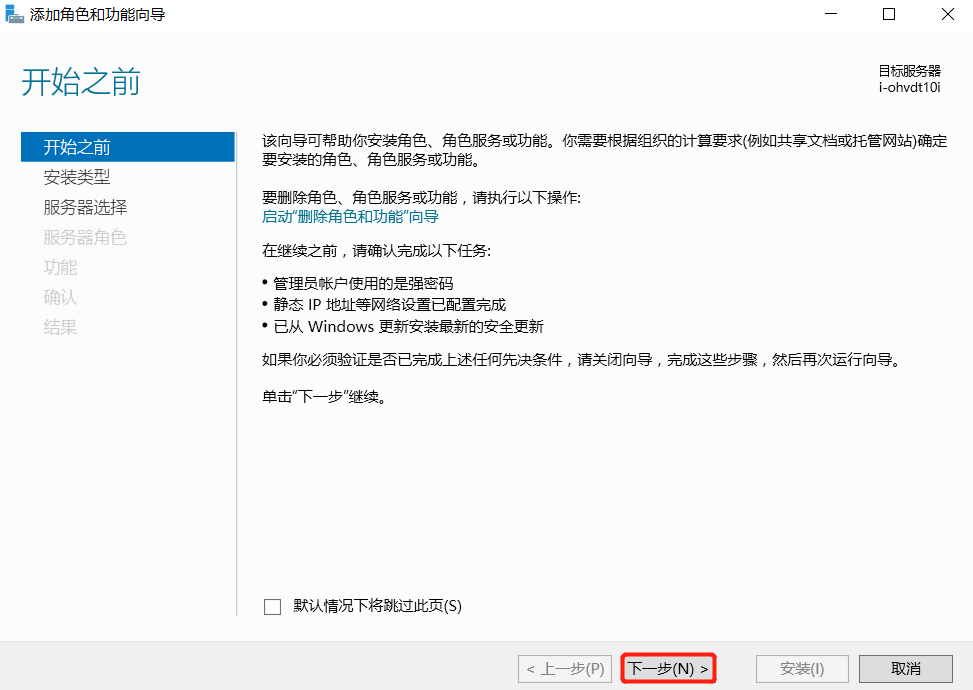 添加角色和功能向导
开始之前
目标服务器
i-ohvdt10i
开始之前
安装类型
服务器选择
服务器角色
功能
确认
结果
该向导可帮助你安装角色、角色服务或功能。你需要根据组织的计算要求(例如共享文档或托管网站)确定
要安装的角色、角色服务或功能。
要删除角色、角色服务或功能，请执行以下操作:
启动“删除角色和功能”向导
在继续之前，请确认完成以下任务:
• 管理员帐户使用的是强密码
• 静态 IP 地址等网络设置已配置完成
• 已从 Windows 更新安装最新的安全更新
如果你必须验证是否已完成上述任何先决条件，请关闭向导，完成这些步骤，然后再次运行向导。
单击“下一步”继续。
默认情况下将跳过此页(S)
< 上一步(P)
下一步(N) >
安装(I)
取消